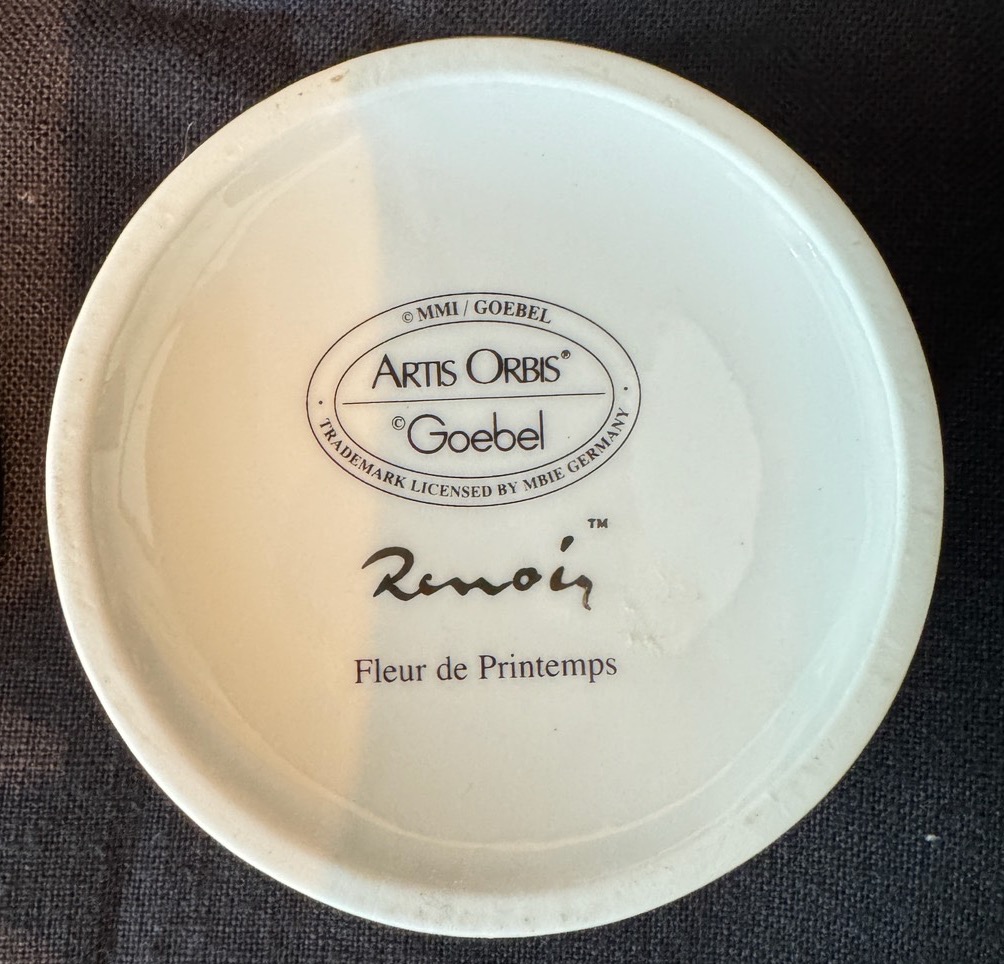 © MMI / GOEBEL
ARTIS ORBIS®
©Goebel
· TRADEMARK LICENSED BY MBIE GERMANY ·
Renoir™
Fleur de Printemps